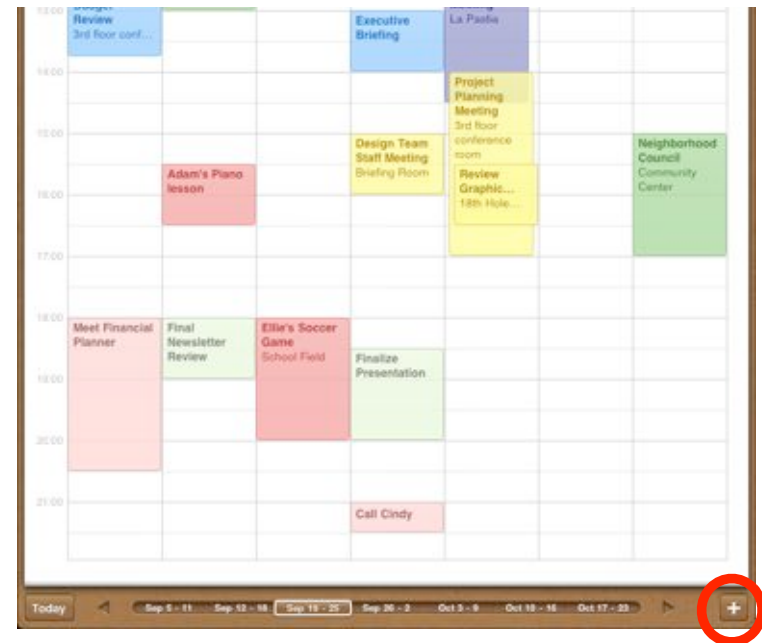 13:00
Budget
Review
3rd floor conf...
Executive
Briefing
La Pastia
14:00
Project
Planning
Meeting
3rd floor
conference
room
15:00
Design Team
Staff Meeting
Briefing Room
Neighborhood
Council
Community
Center
Adam's Piano
lesson
Review
Graphic...
18th Hole...
16:00
17:00
18:00
Meet Financial
Planner
Final
Newsletter
Review
Ellie's Soccer
Game
School Field
Finalize
Presentation
19:00
20:00
21:00
Call Cindy
Today
Sep 5 - 11 Sep 12 - 18 Sep 19 - 25 Sep 26 - 2 Oct 3 - 9 Oct 10 - 16 Oct 17 - 23
+